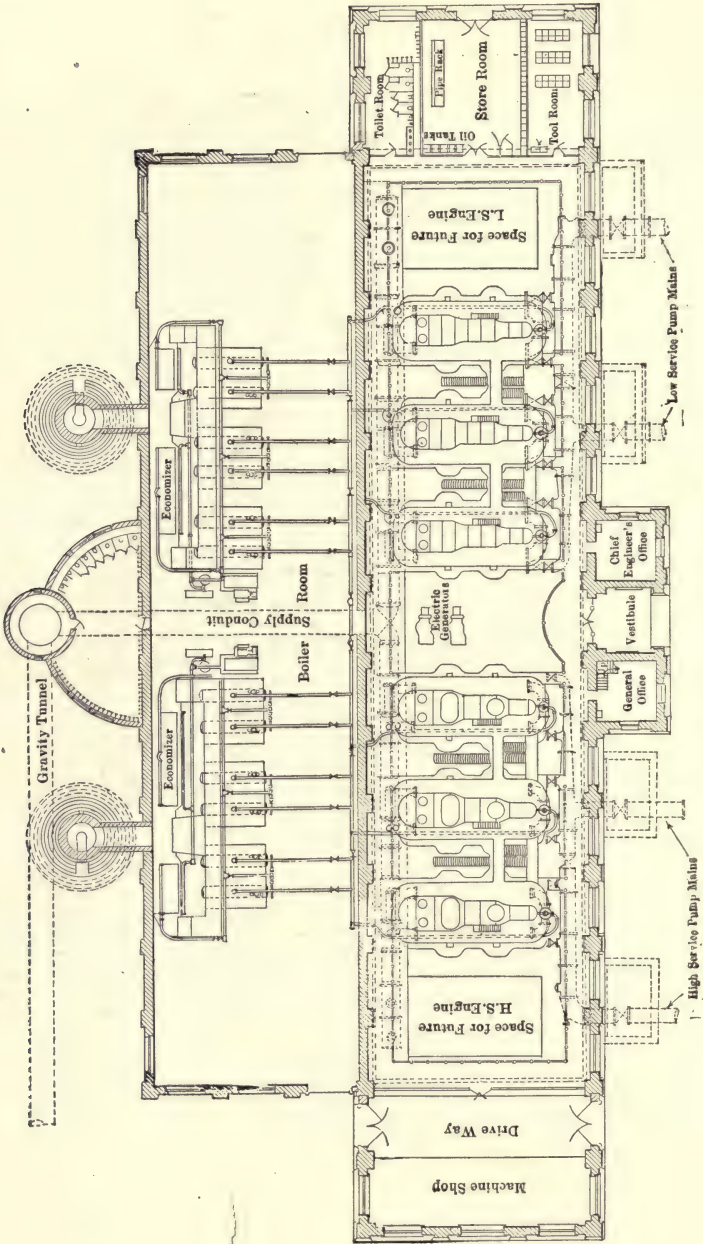 Toilet Room
Pipe Rack
Store Room
Oil Tanks
Tool Room
Space for Future
L.S. Engine
Low Service Pump Mains
Economizer
Boiler Room
Supply Conduit
Gravity Tunnel
Economizer
Electric
Generators
Chief
Engineer's
Office
Vestibule
General
Office
Space for Future
H.S. Engine
High Service Pump Mains
Drive Way
Machine Shop